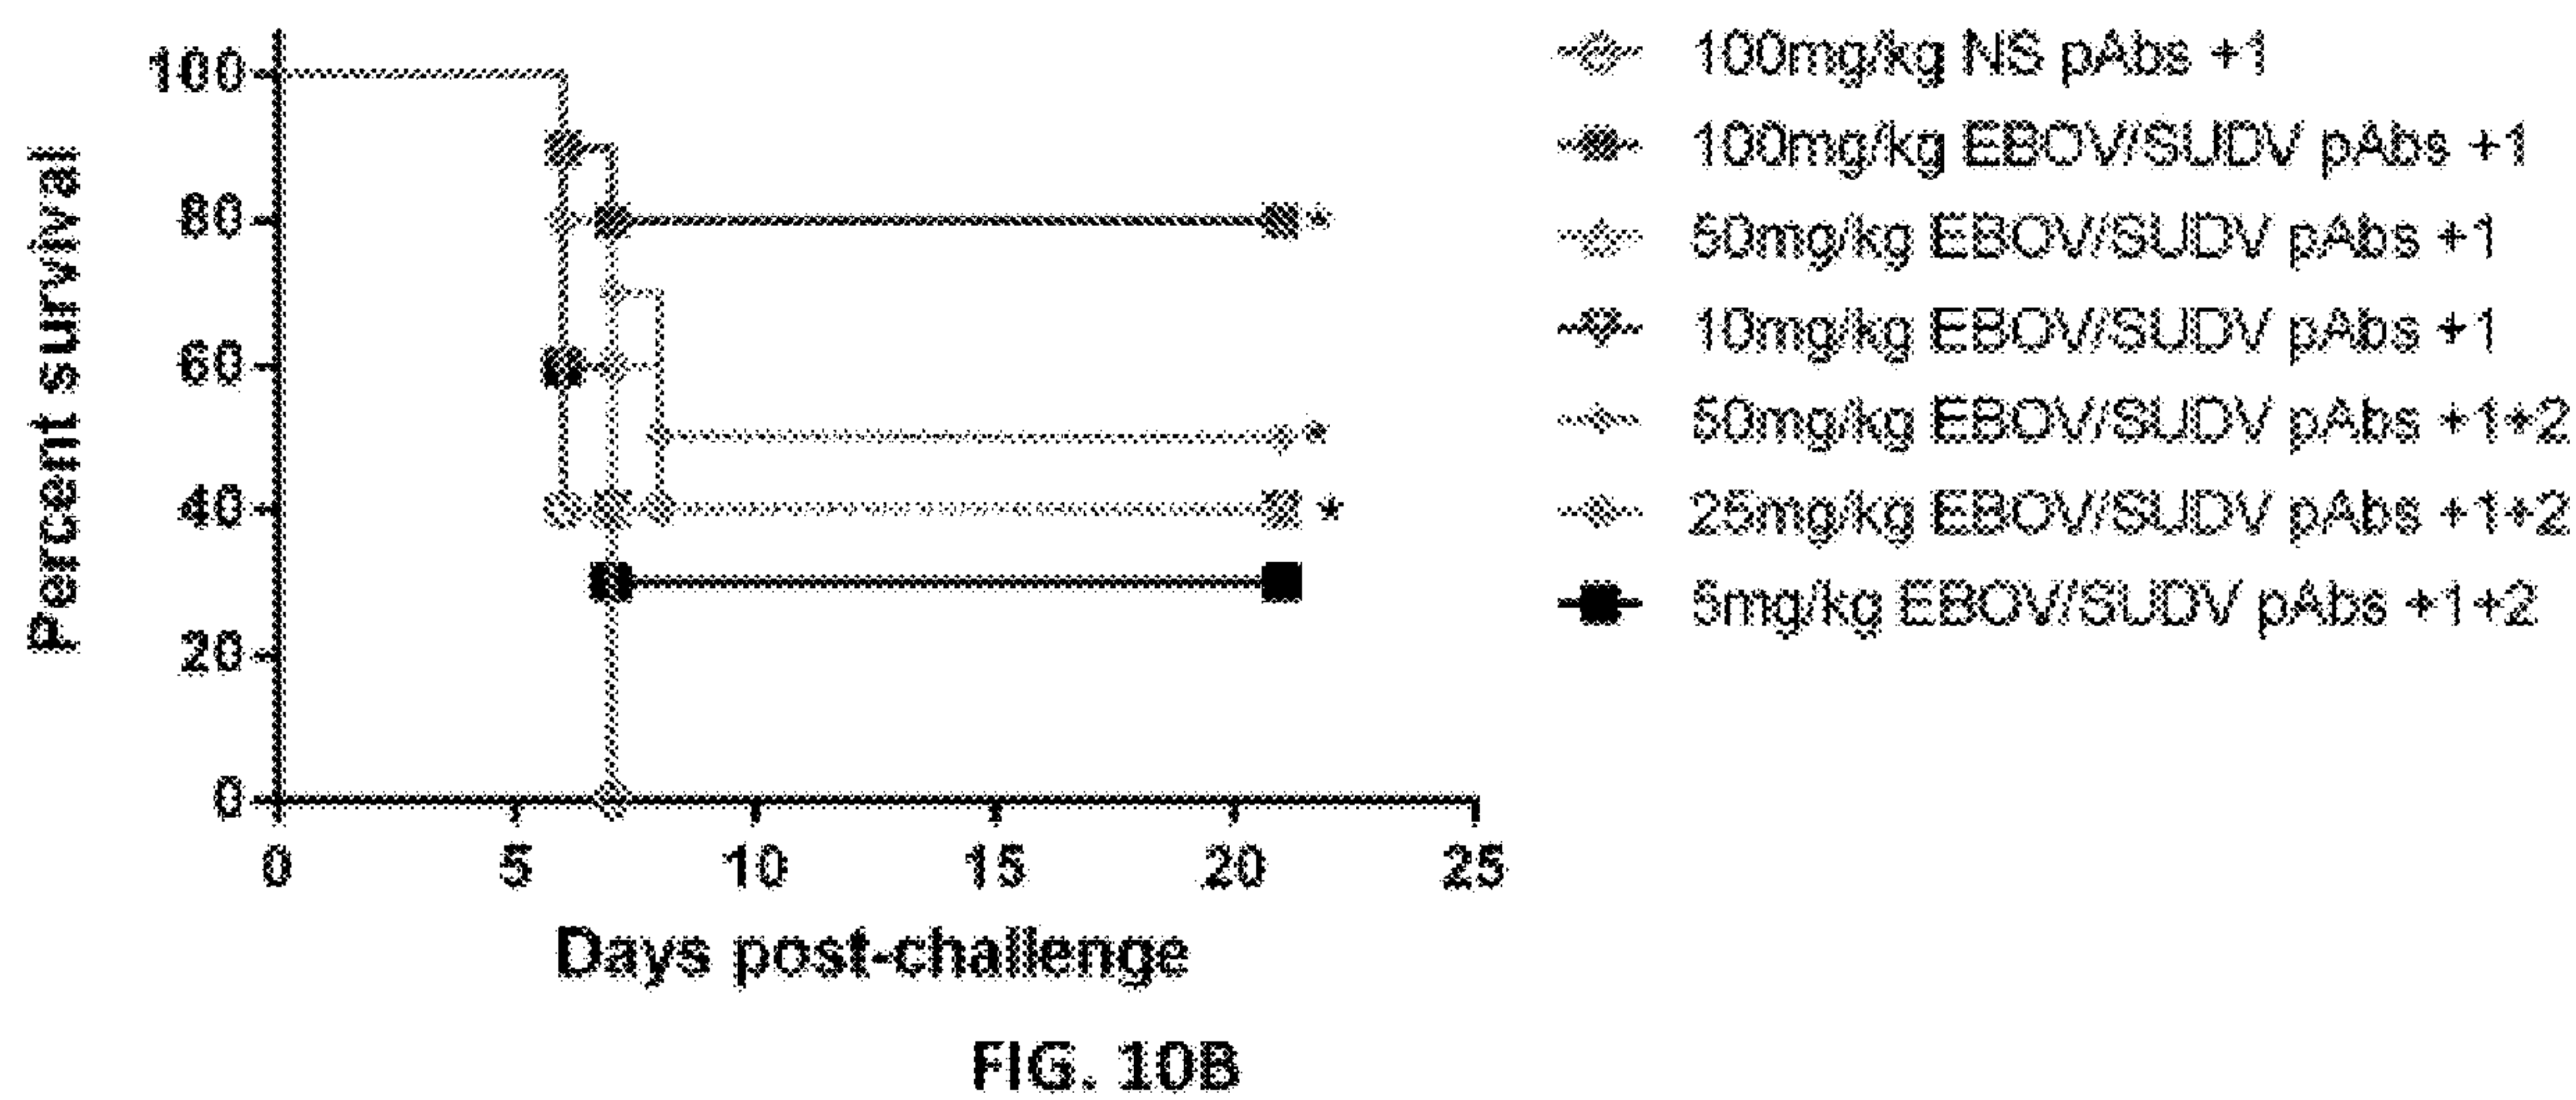 Percent survival
100
80
60
40
20
0
0 5 10 15 20 25
Days post-challenge
*
*
*
100mg/kg NS pAbs +1
100mg/kg EBOV/SUDV pAbs +1
50mg/kg EBOV/SUDV pAbs +1
10mg/kg EBOV/SUDV pAbs +1
50mg/kg EBOV/SUDV pAbs +1+2
25mg/kg EBOV/SUDV pAbs +1+2
5mg/kg EBOV/SUDV pAbs +1+2
FIG. 10B